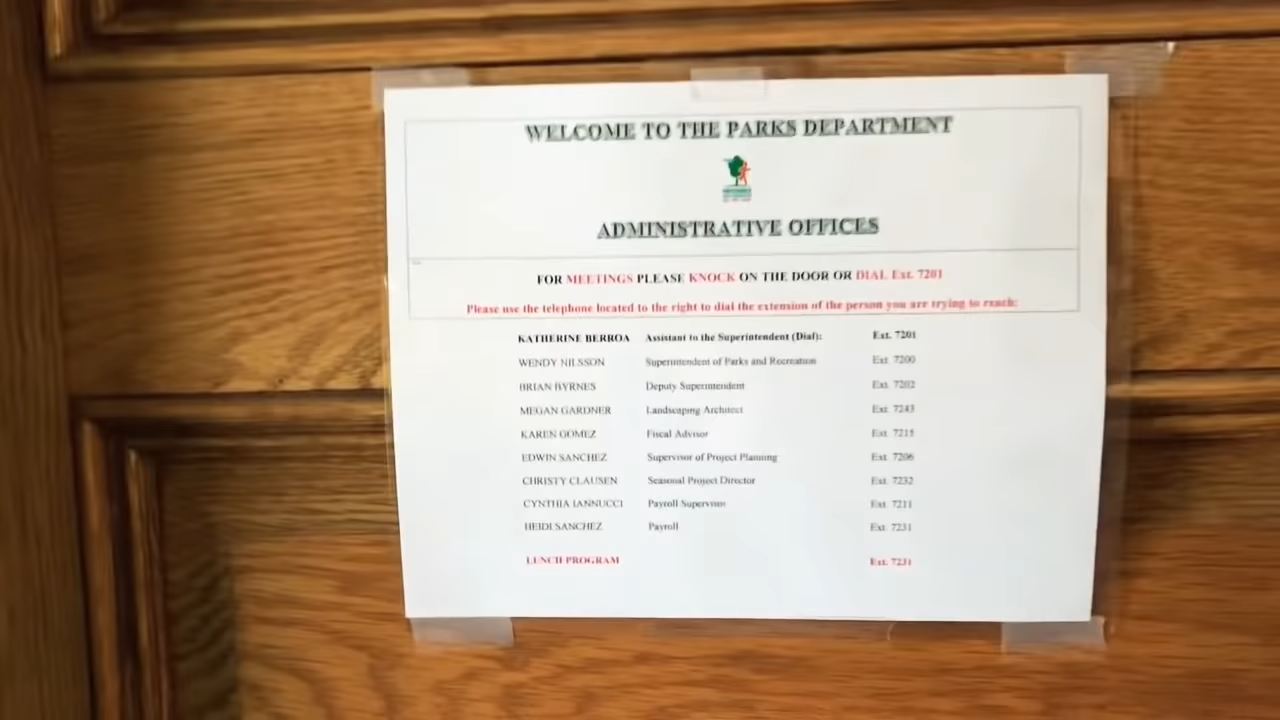 WELCOME TO THE PARKS DEPARTMENT
ADMINISTRATIVE OFFICES
FOR MEETINGS PLEASE KNOCK ON THE DOOR OR DIAL Ext. 7201
Please use the telephone located to the right to dial the extension of the person you are trying to reach:
KATHERINE BERROA Assistant to the Superintendent (Dial): Ext. 7201
WENDY NILSSON Superintendent of Parks and Recreation Ext 7200
BRIAN BYRNES Deputy Superintendent Ext 7202
MEGAN GARDNER Landscaping Architect Ext 7243
KAREN GOMEZ Fiscal Advisor Ext 7215
EDWIN SANCHEZ Supervisor of Project Planning Ext 7206
CHRISTY CLAUSEN Seasonal Project Director Ext 7232
CYNTHIA IANNUCCI Payroll Supervisor Ext 7211
HEIDI SANCHEZ Payroll Ext 7231
LUNCH PROGRAM Ext. 7231